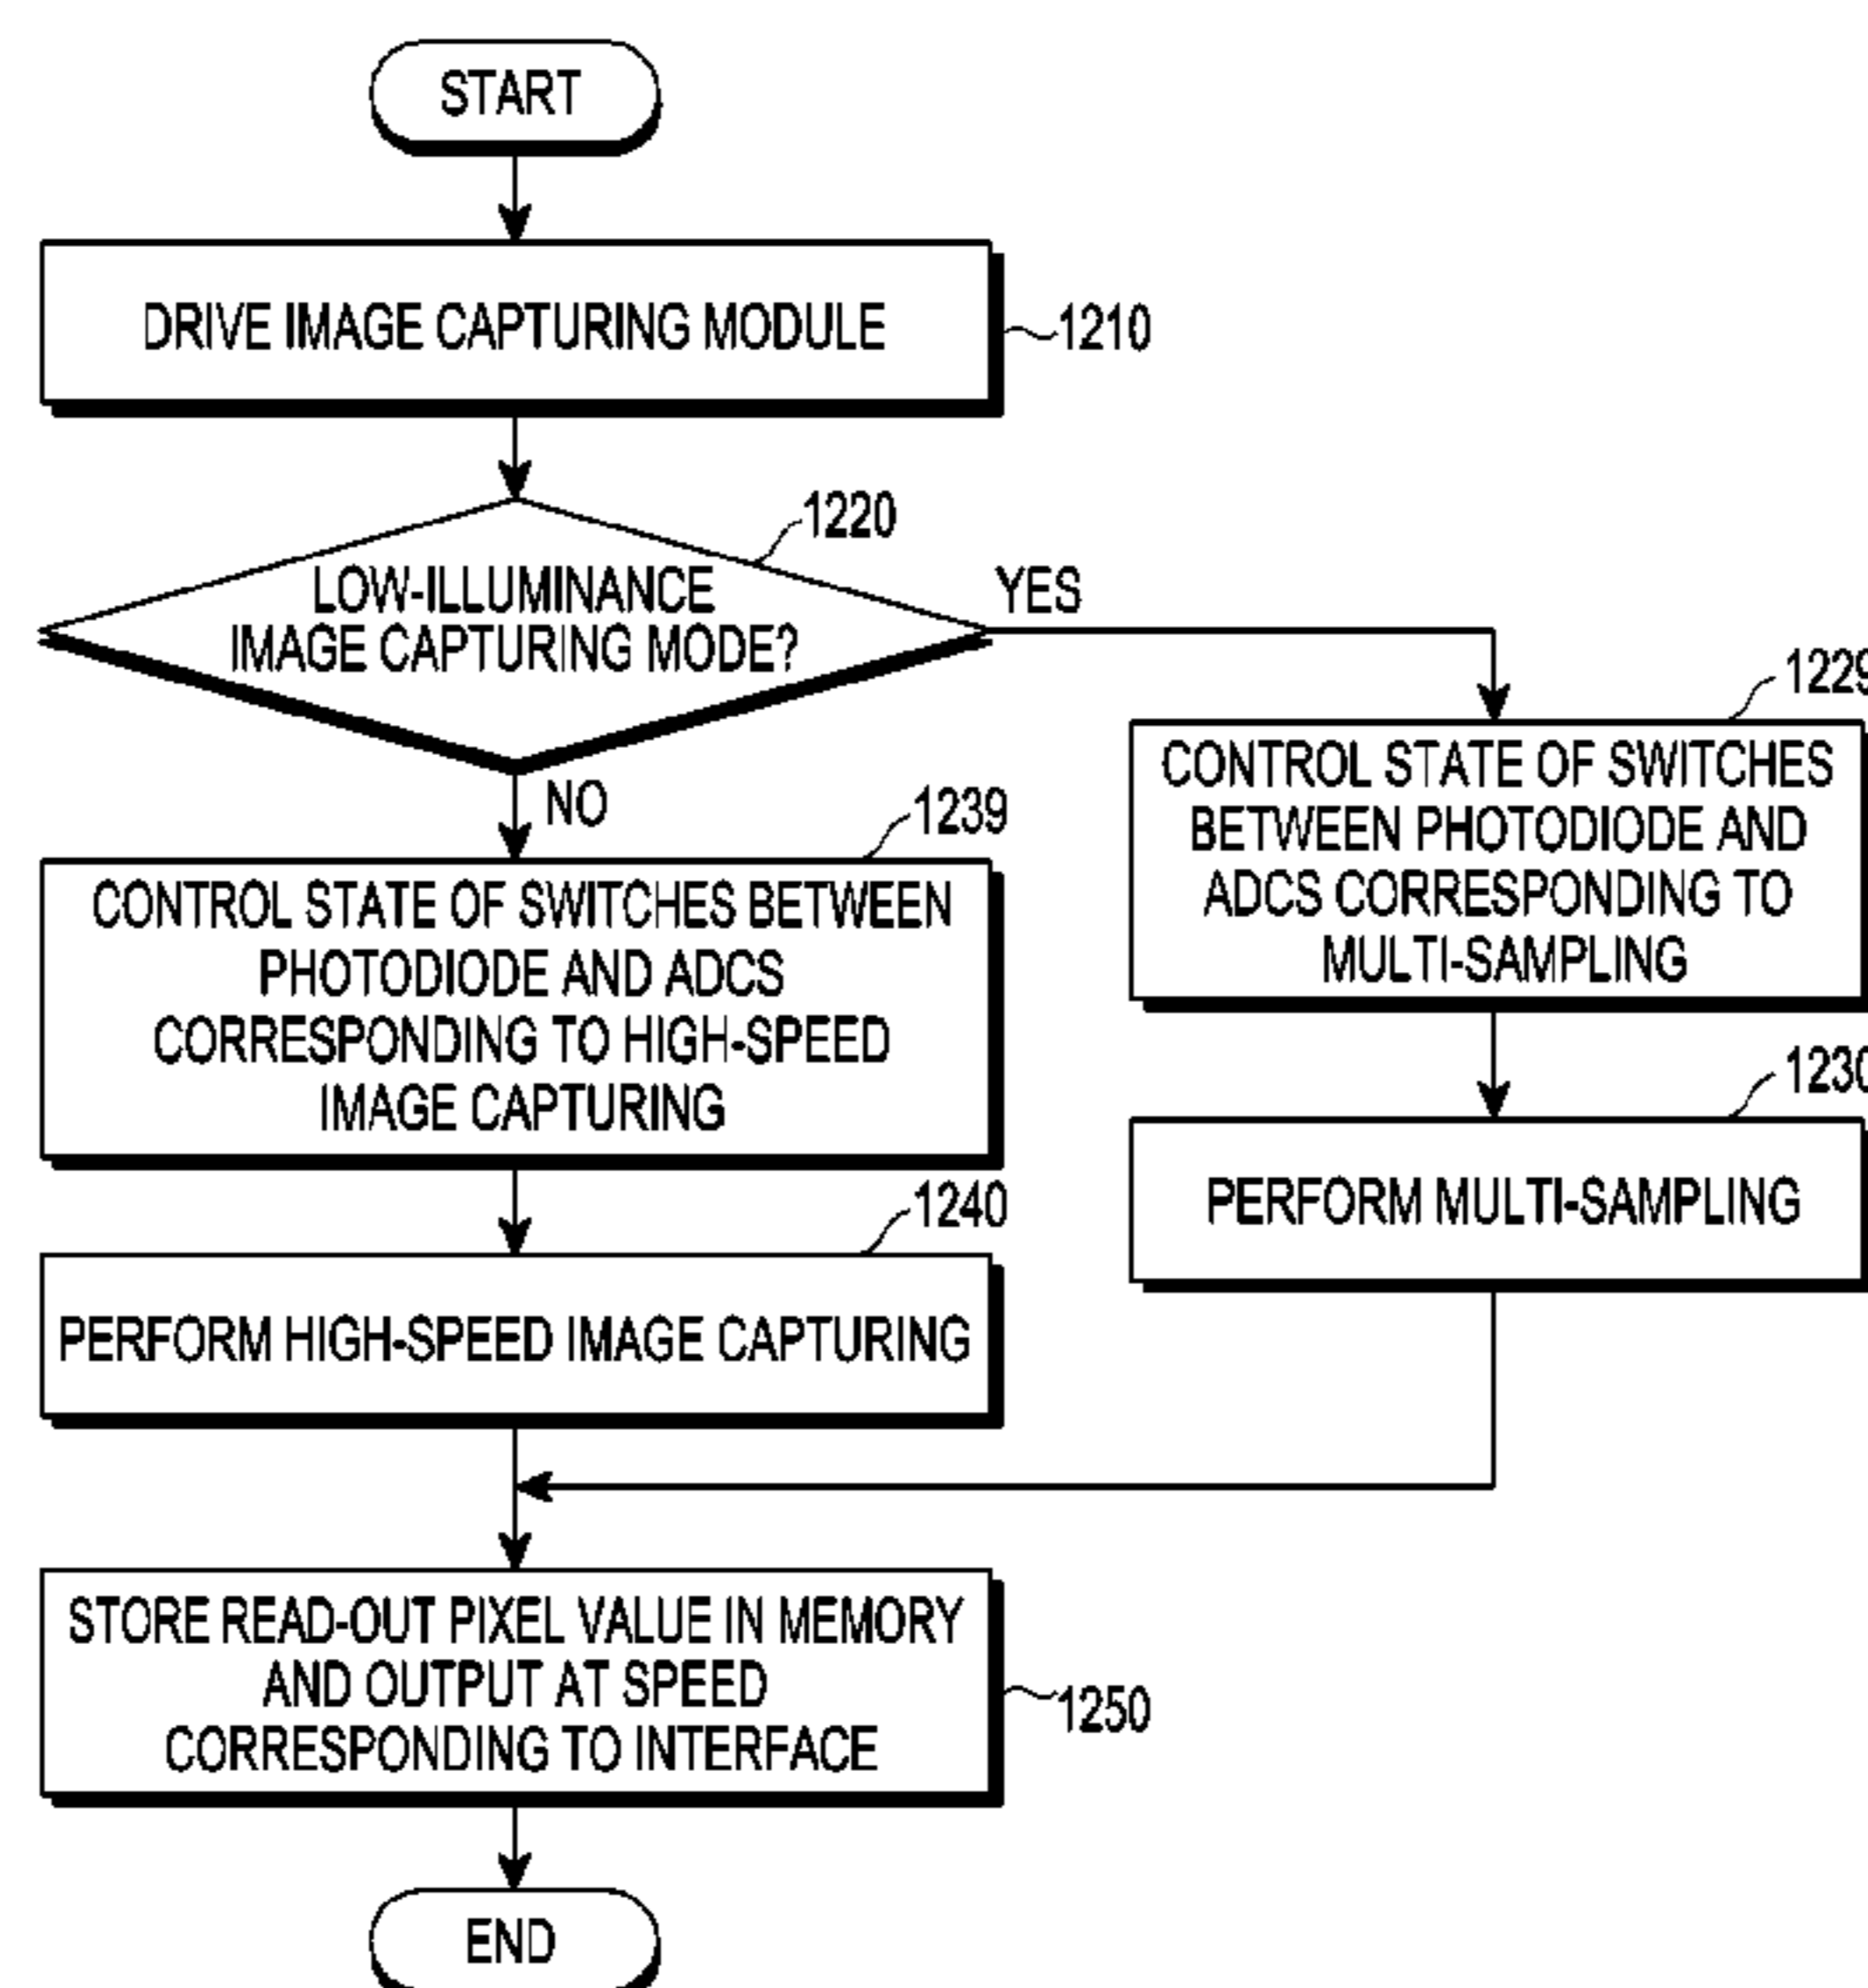 START
DRIVE IMAGE CAPTURING MODULE
1210
1220
LOW-ILLUMINANCE
IMAGE CAPTURING MODE?
YES
NO
1229
CONTROL STATE OF SWITCHES
BETWEEN PHOTODIODE AND
ADCS CORRESPONDING TO
MULTI-SAMPLING
1239
CONTROL STATE OF SWITCHES BETWEEN
PHOTODIODE AND ADCS
CORRESPONDING TO HIGH-SPEED
IMAGE CAPTURING
1230
PERFORM MULTI-SAMPLING
1240
PERFORM HIGH-SPEED IMAGE CAPTURING
STORE READ-OUT PIXEL VALUE IN MEMORY
AND OUTPUT AT SPEED
CORRESPONDING TO INTERFACE
1250
END